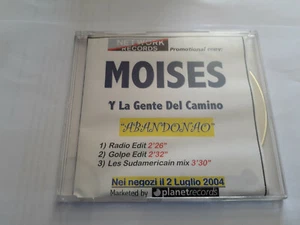 NETWORK
RECORDS
Promotional
MOISES
Y La Gente Del Camino
"ABANDONAO"
1) Radio Edit 2'26"
2) Golpe Edit 2'32"
3) Les Sudamericain mix 3'30"
Nei negozi il 2 Luglio 2004
Marketed by planetrecords